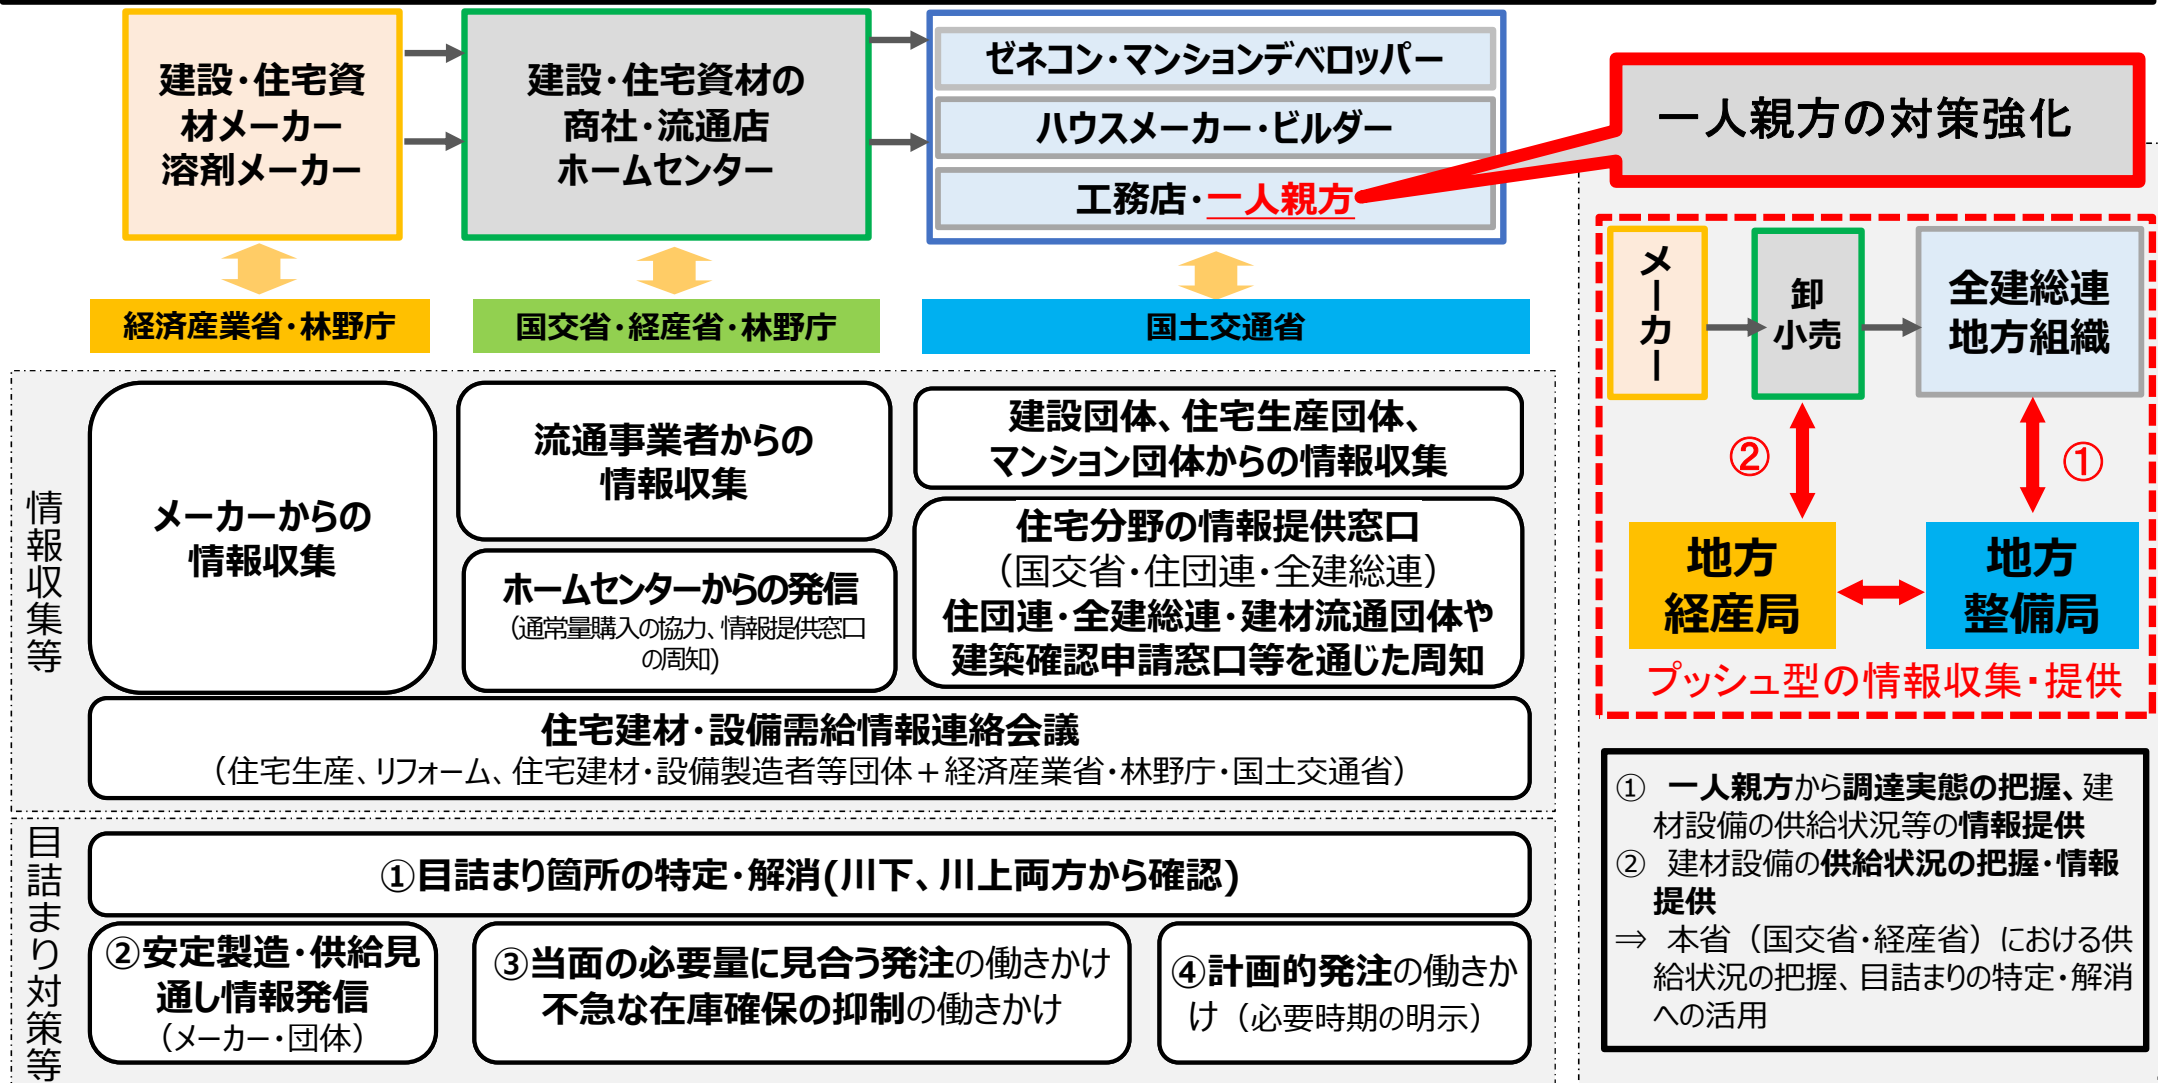 建設・住宅資
材メーカー
溶剤メーカー
建設・住宅資材の
商社・流通店
ホームセンター
ゼネコン・マンションデベロッパー
ハウスメーカー・ビルダー
工務店・一人親方
一人親方の対策強化
経済産業省・林野庁
国交省・経産省・林野庁
国土交通省
情報収集等
メーカーからの
情報収集
流通事業者からの
情報収集
ホームセンターからの発信
（通常量購入の協力、情報提供窓口
の周知）
建設団体、住宅生産団体、
マンション団体からの情報収集
住宅分野の情報提供窓口
（国交省・住団連・全建総連）
住団連・全建総連・建材流通団体や
建築確認申請窓口等を通じた周知
住宅建材・設備需給情報連絡会議
（住宅生産、リフォーム、住宅建材・設備製造者等団体＋経済産業省・林野庁・国土交通省）
目詰まり対策等
①目詰まり箇所の特定・解消(川下、川上両方から確認)
②安定製造・供給見
通し情報発信
（メーカー・団体）
③当面の必要量に見合う発注の働きかけ
不急な在庫確保の抑制の働きかけ
④計画的発注の働きか
け（必要時期の明示）
メーカー
卸
小売
全建総連
地方組織
②
①
地方
経産局
地方
整備局
プッシュ型の情報収集・提供
① 一人親方から調達実態の把握、建
材設備の供給状況等の情報提供
② 建材設備の供給状況の把握・情報
提供
⇒ 本省（国交省・経産省）における供
給状況の把握、目詰まりの特定・解消
への活用